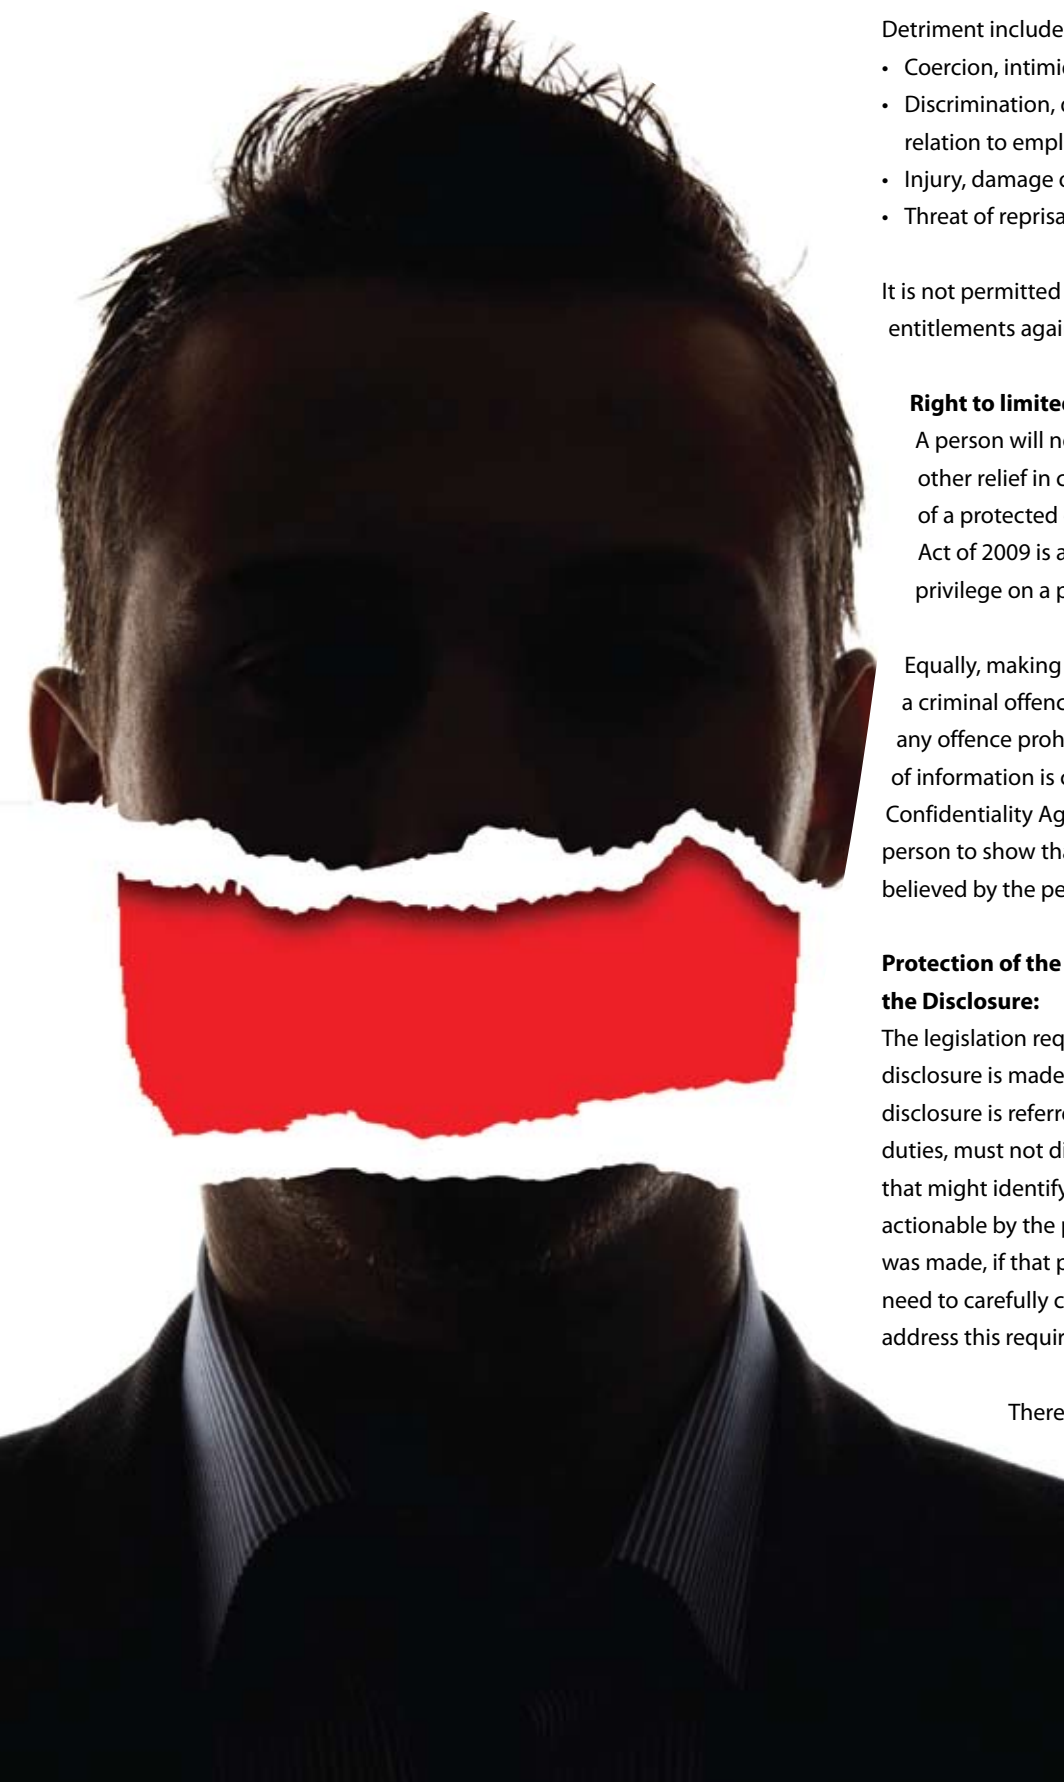 Detriment include
• Coercion, intimi
• Discrimination,
relation to empl
• Injury, damage
• Threat of reprisa
It is not permitted
entitlements agai
Right to limite
A person will n
other relief in
of a protected
Act of 2009 is a
privilege on a p
Equally, making
a criminal offenc
any offence proh
of information is
Confidentiality Ag
person to show tha
believed by the pe
Protection of the
the Disclosure:
The legislation req
disclosure is made
disclosure is referr
duties, must not di
that might identify
actionable by the
was made, if that p
need to carefully c
address this requir
There